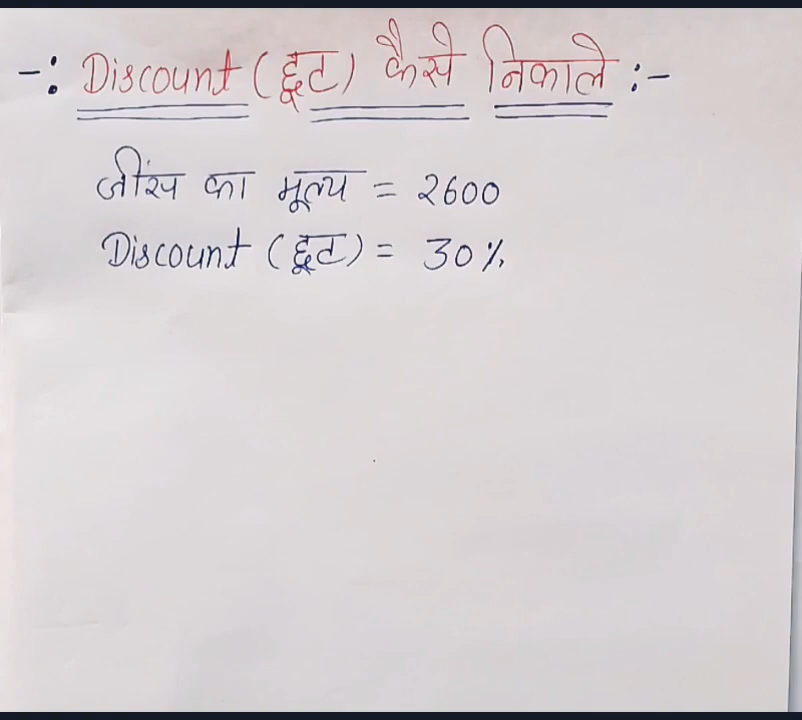 -: Discount (छूट) कैसे निकाले :-
जींस का मूल्य = 2600
Discount (छूट) = 30%